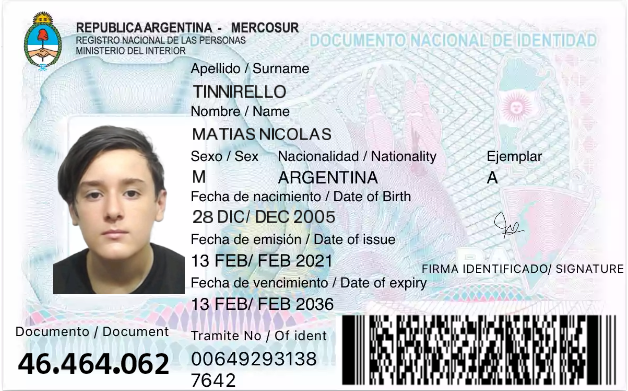 REPUBLICA ARGENTINA - MERCOSUR
REGISTRO NACIONAL DE LAS PERSONAS
MINISTERIO DEL INTERIOR
DOCUMENTO NACIONAL DE IDENTIDAD
Apellido / Surname
TINNIRELLO
Nombre / Name
MATIAS NICOLAS
Sexo / Sex Nacionalidad / Nationality Ejemplar
M ARGENTINA A
Fecha de nacimiento / Date of Birth
28 DIC/ DEC 2005
Fecha de emisión / Date of issue
13 FEB/ FEB 2021
FIRMA IDENTIFICADO/ SIGNATURE
Fecha de vencimiento / Date of expiry
13 FEB/ FEB 2036
Documento / Document
46.464.062
Tramite No / Of ident
00649293138
7642